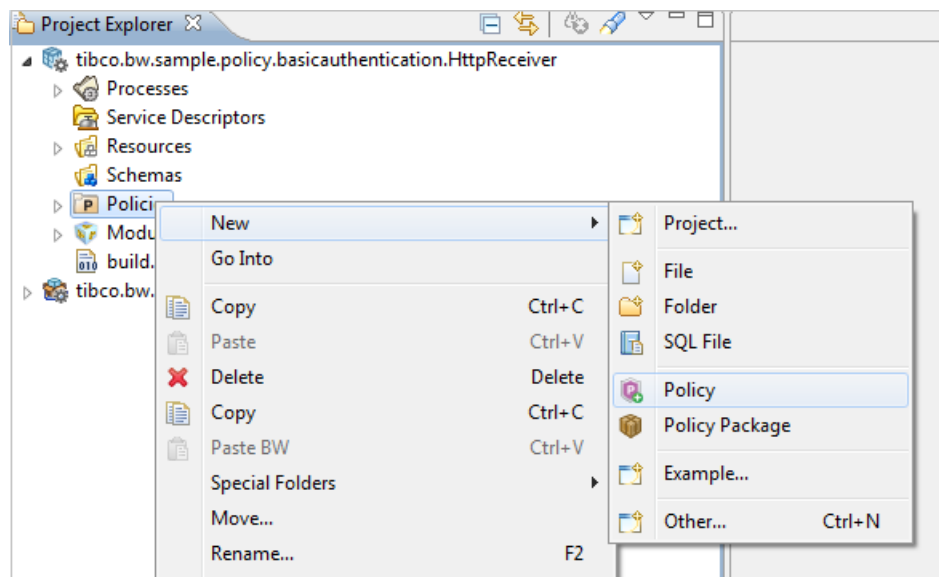 Project Explorer
tibco.bw.sample.policy.basicauthentication.HttpReceiver
Processes
Service Descriptors
Resources
Schemas
Polici
Modu
build.
tibco.bw.
New
Go Into
Copy Ctrl+C
Paste Ctrl+V
Delete Delete
Copy Ctrl+C
Paste BW Ctrl+V
Special Folders
Move...
Rename... F2
Project...
File
Folder
SQL File
Policy
Policy Package
Example...
Other... Ctrl+N